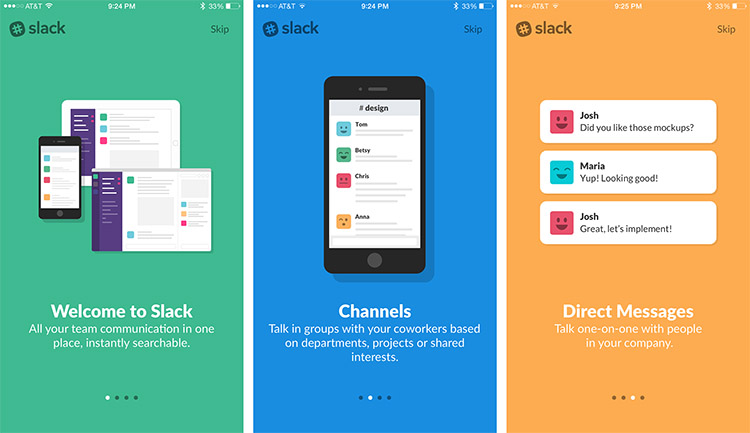 AT&T 9:24 PM 33%
slack Skip
Welcome to Slack
All your team communication in one
place, instantly searchable.
AT&T 9:24 PM 33%
slack Skip
# design
Tom
Betsy
Chris
Anna
Channels
Talk in groups with your coworkers based
on departments, projects or shared
interests.
AT&T 9:25 PM 33%
slack Skip
Josh
Did you like those mockups?
Maria
Yup! Looking good!
Josh
Great, let's implement!
Direct Messages
Talk one-on-one with people
in your company.